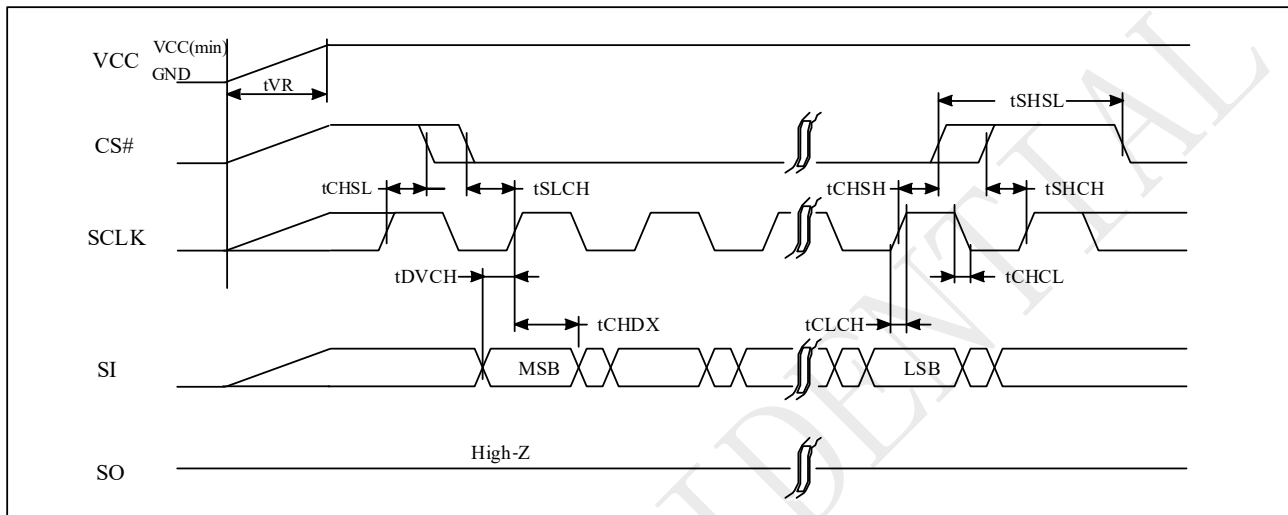 VCC
VCC(min)
GND
tVR
CS#
tSHSL
tCHSL
tSLCH
tCHSH
tSHCH
SCLK
tDVCH
tCHCL
tCHDX
tCLCH
SI
MSB
LSB
High-Z
SO
IDENTIAL